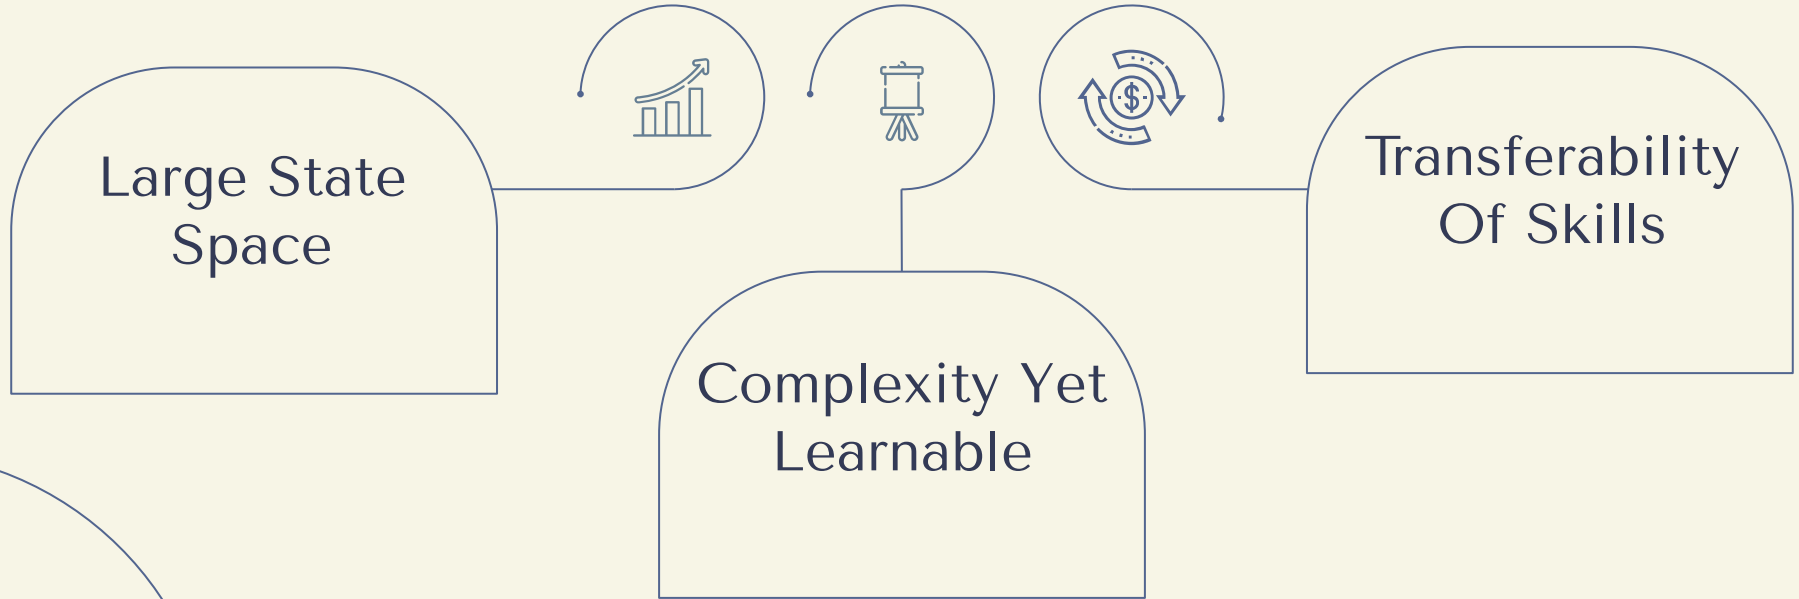 Large State
Space
$
Complexity Yet
Learnable
Transferability
Of Skills